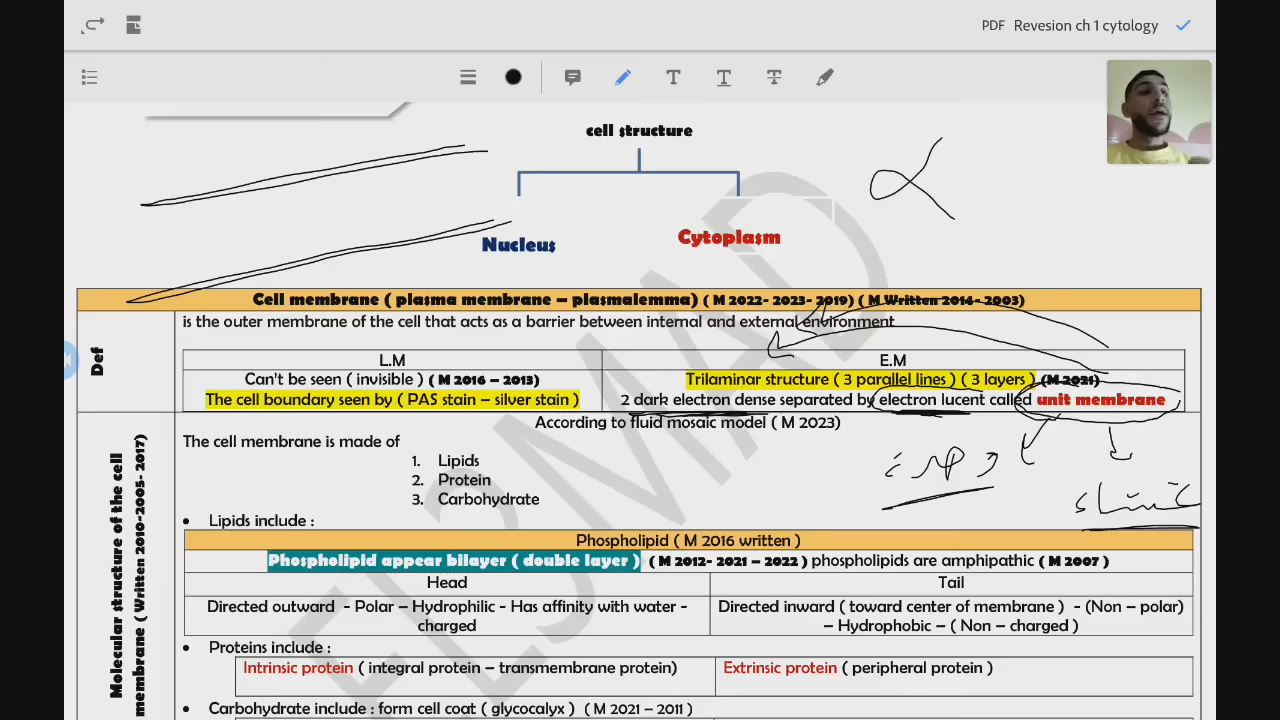 PDF Revesion ch 1 cytology
cell structure
Nucleus
Cytoplasm
Cell membrane ( plasma membrane – plasmalemma) ( M 2022- 2023- 2019) ( M Written 2014- 2003)
Def
is the outer membrane of the cell that acts as a barrier between internal and external environment
L.M
E.M
Can't be seen ( invisible ) ( M 2016 – 2013)
The cell boundary seen by ( PAS stain – silver stain )
Trilaminar structure ( 3 parallel lines ) ( 3 layers ) (M 2021)
2 dark electron dense separated by electron lucent called unit membrane
Molecular structure of the cell
membrane ( Written 2010-2005- 2017)
According to fluid mosaic model ( M 2023)
The cell membrane is made of
1. Lipids
2. Protein
3. Carbohydrate
• Lipids include :
Phospholipid ( M 2016 written )
Phospholipid appear bilayer ( double layer ) ( M 2012- 2021 – 2022 ) phospholipids are amphipathic ( M 2007 )
Head
Tail
Directed outward - Polar – Hydrophilic - Has affinity with water -
charged
Directed inward ( toward center of membrane ) - (Non – polar)
– Hydrophobic – ( Non – charged )
• Proteins include :
Intrinsic protein ( integral protein – transmembrane protein)
Extrinsic protein ( peripheral protein )
• Carbohydrate include : form cell coat ( glycocalyx ) ( M 2021 – 2011 )